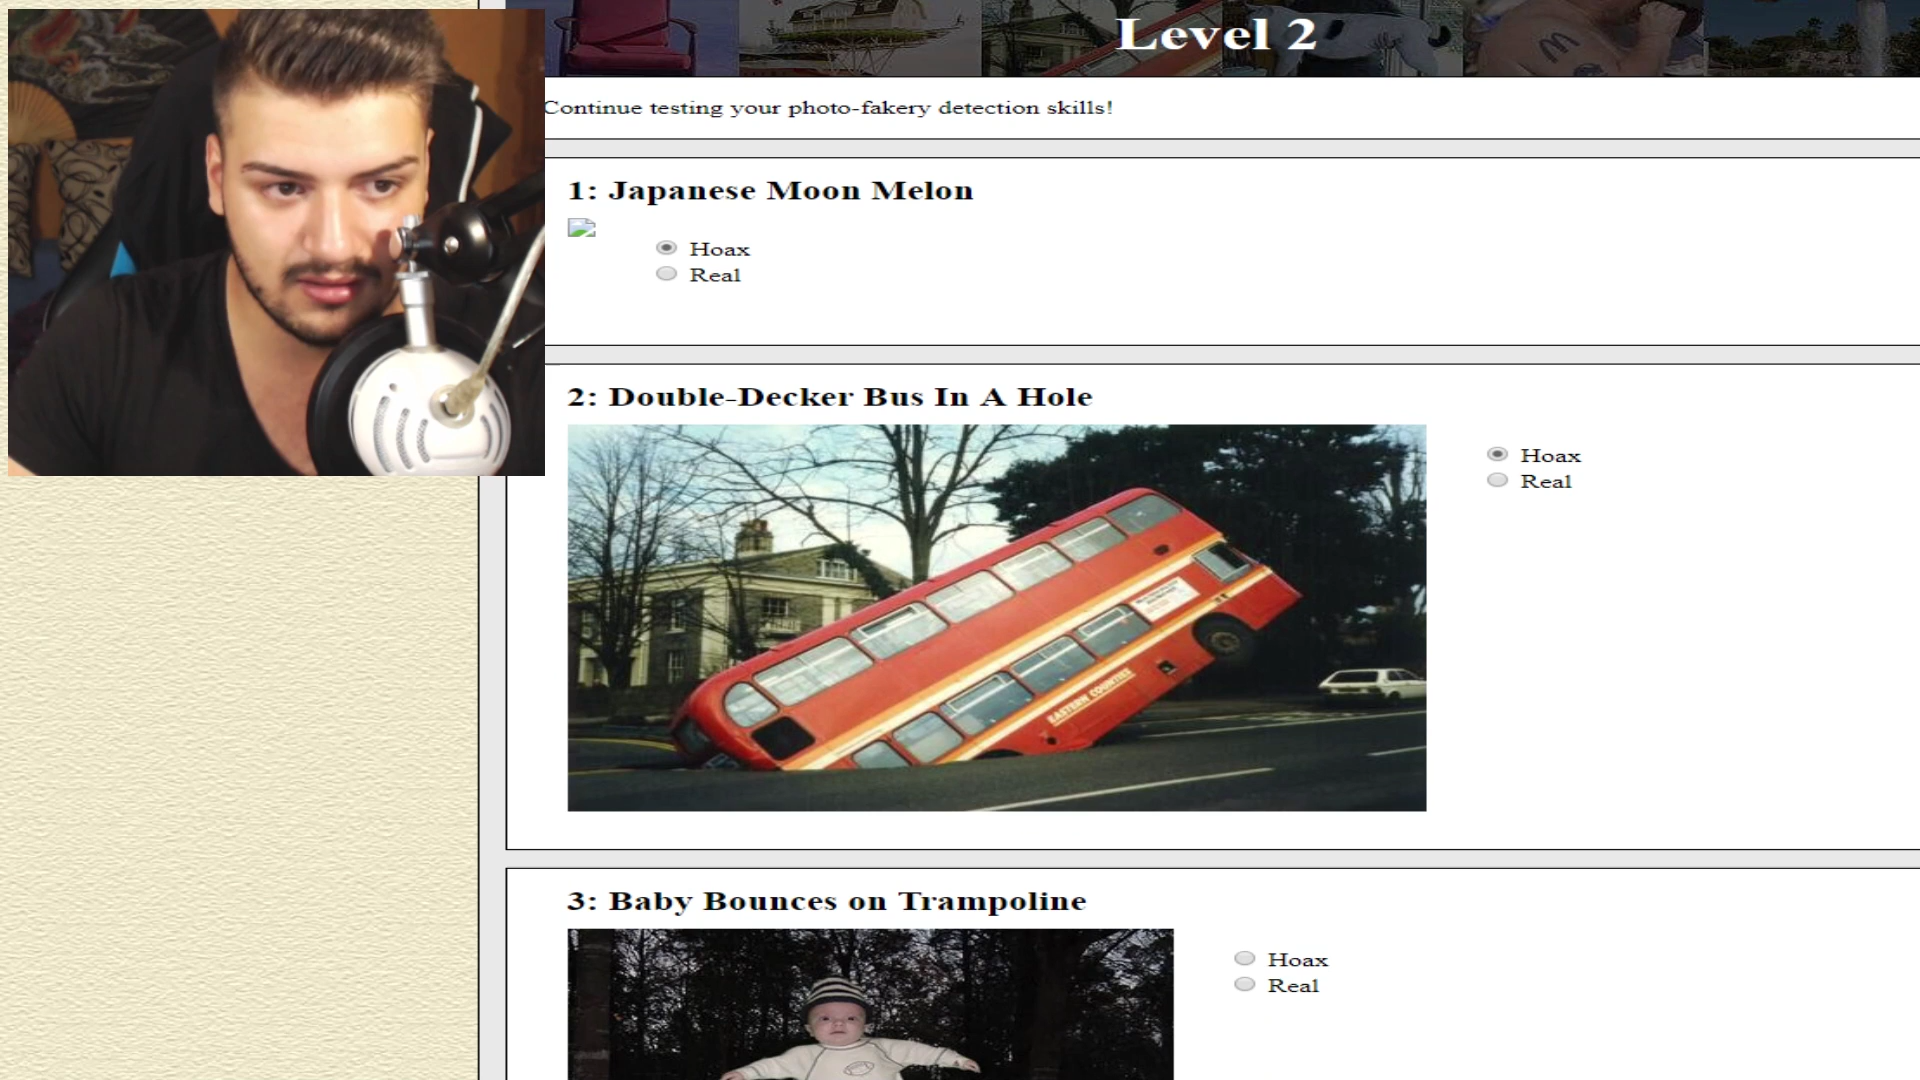 Level 2
Continue testing your photo-fakery detection skills!
1: Japanese Moon Melon
Hoax
Real
2: Double-Decker Bus In A Hole
Hoax
Real
EASTERN COUNTIES
3: Baby Bounces on Trampoline
Hoax
Real